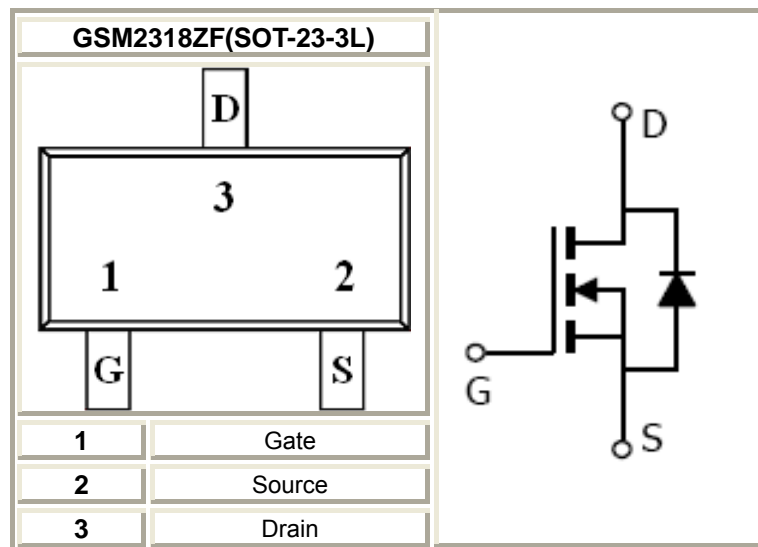 GSM2318ZF(SOT-23-3L)
D
3
1 2
G S
1 Gate
2 Source
3 Drain
D
G
S